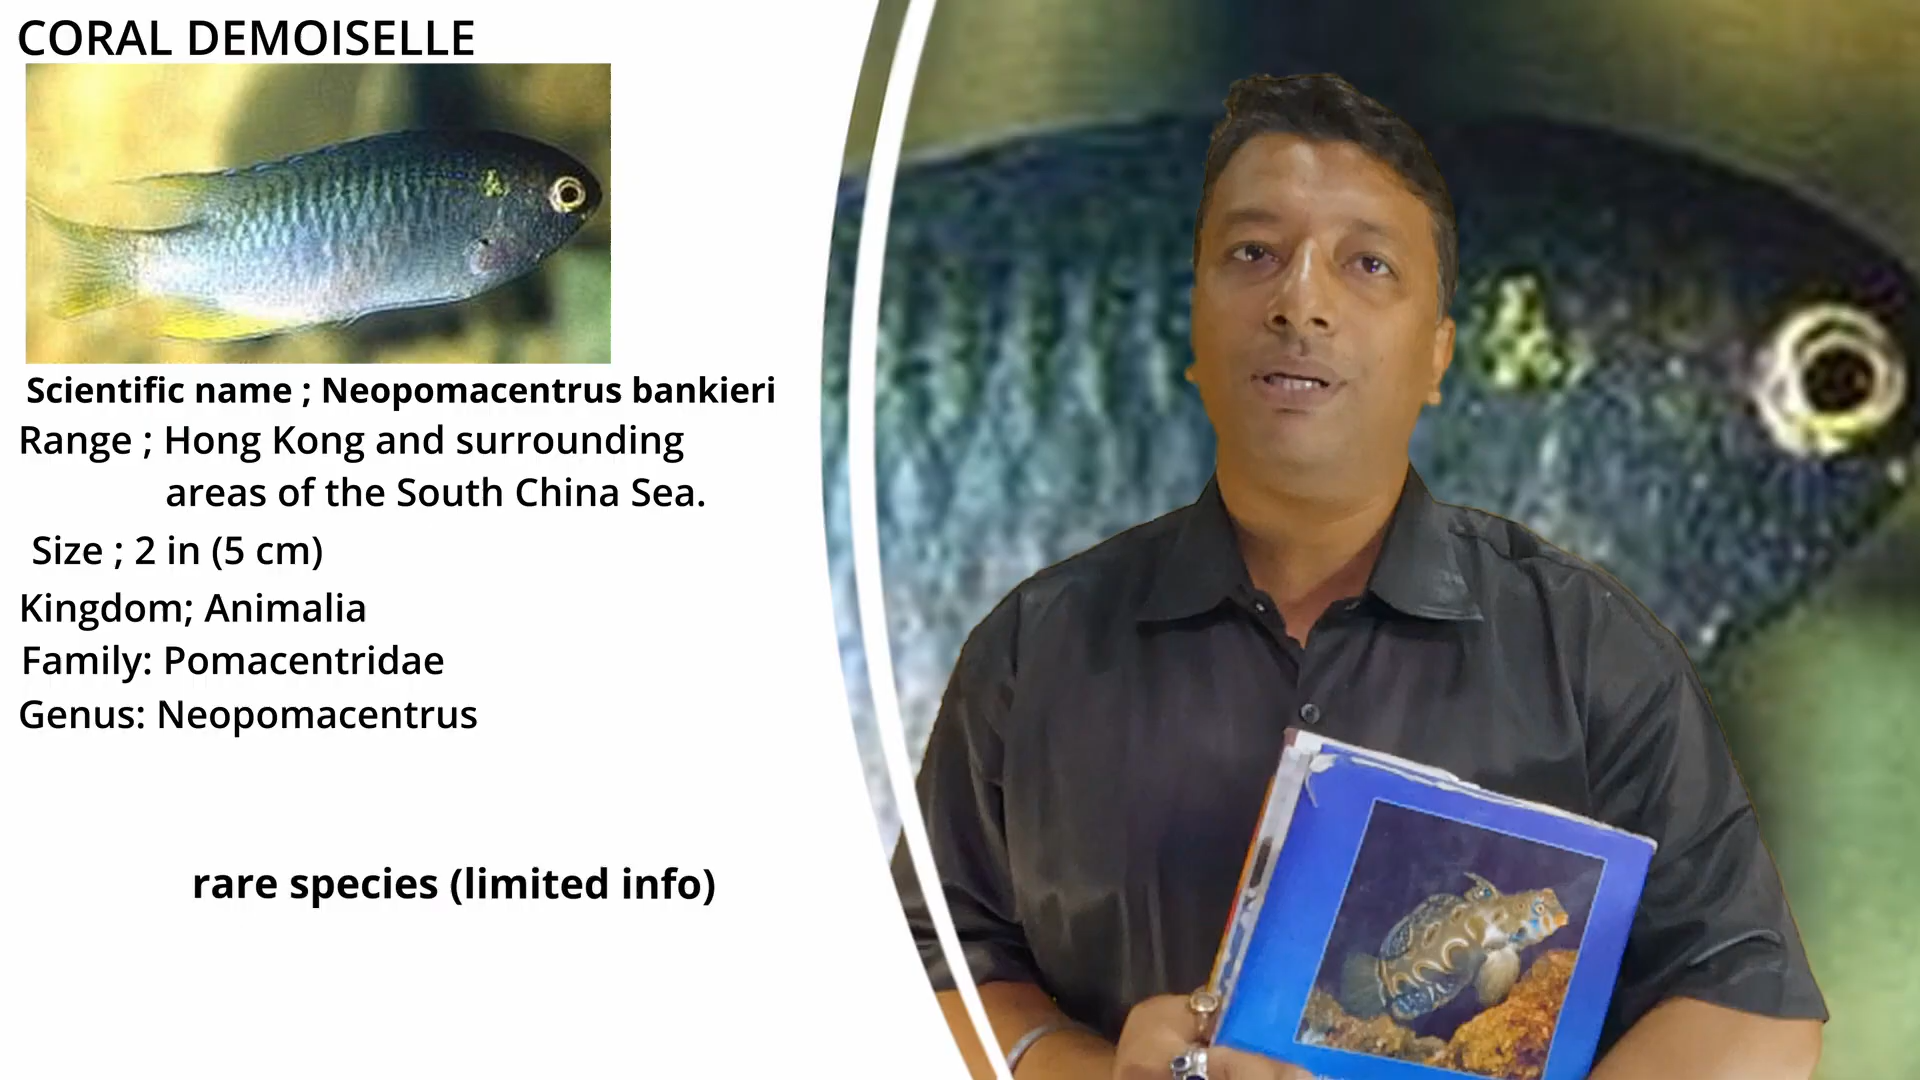 CORAL DEMOISELLE
Scientific name ; Neopomacentrus bankieri
Range ; Hong Kong and surrounding
areas of the South China Sea.
Size ; 2 in (5 cm)
Kingdom; Animalia
Family: Pomacentridae
Genus: Neopomacentrus
rare species (limited info)